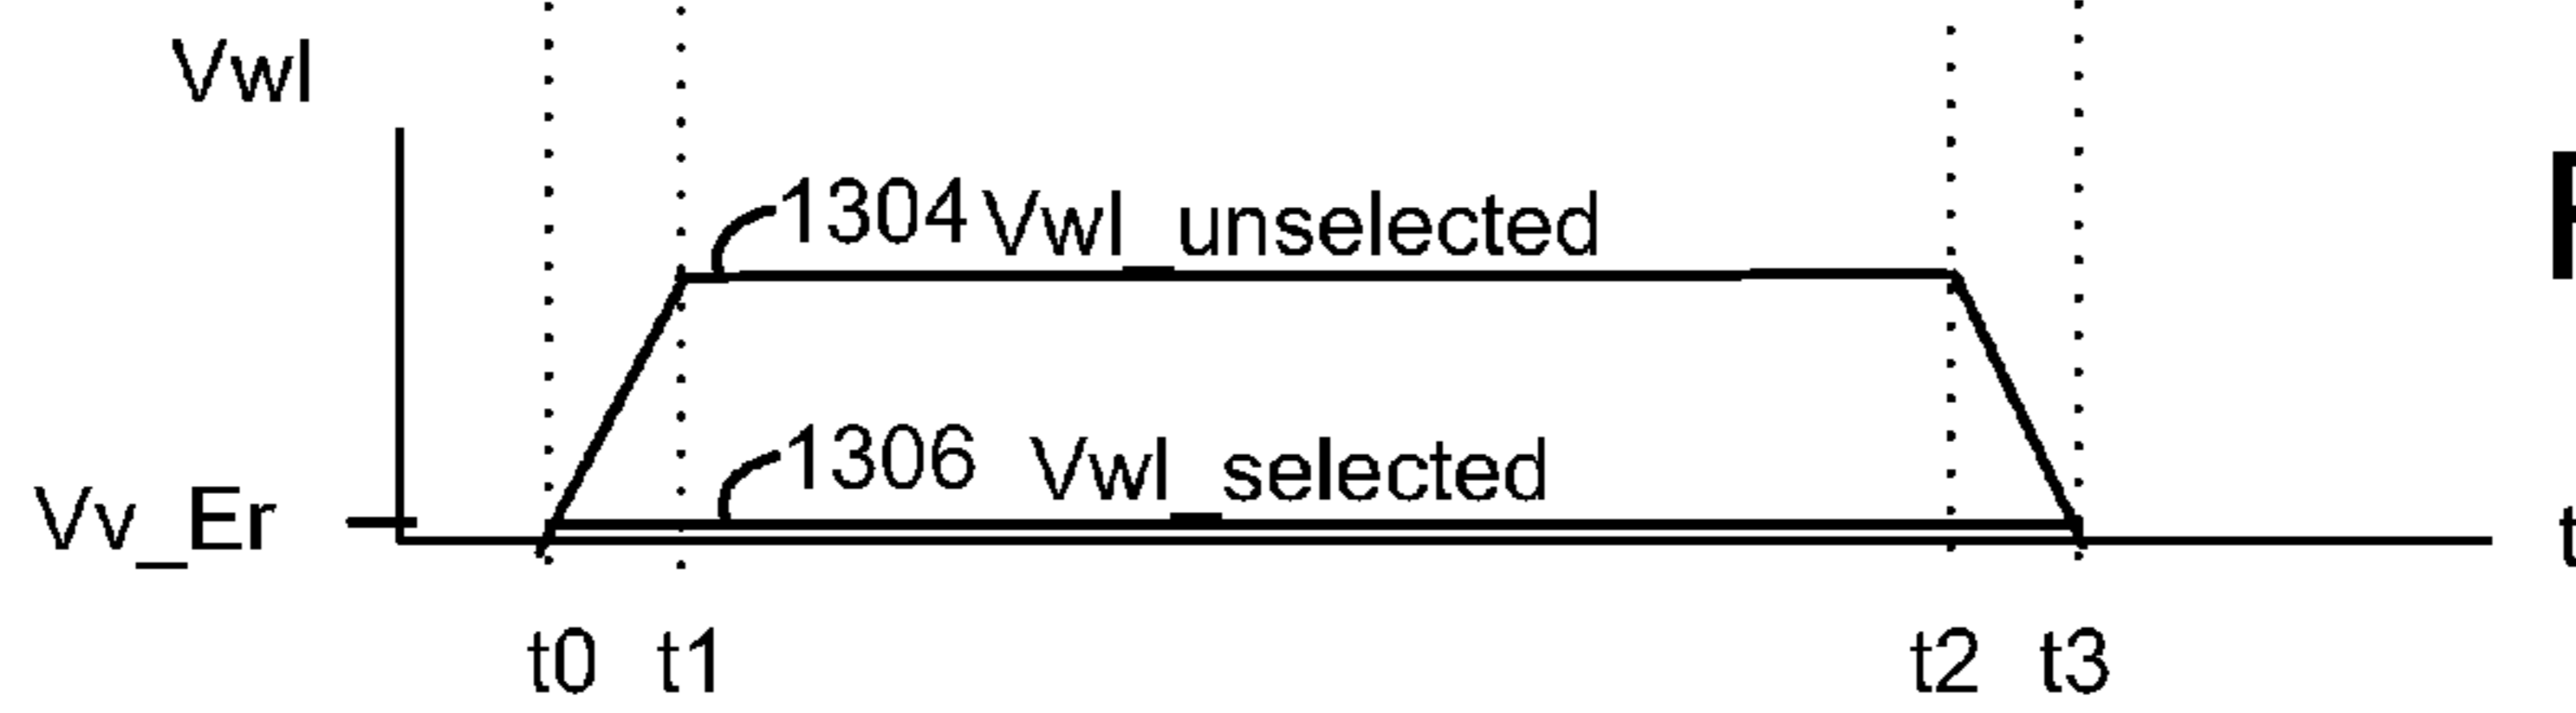 Vwl
1304 Vwl_unselected
1306 Vwl_selected
Vv_Er
t
t0 t1 t2 t3